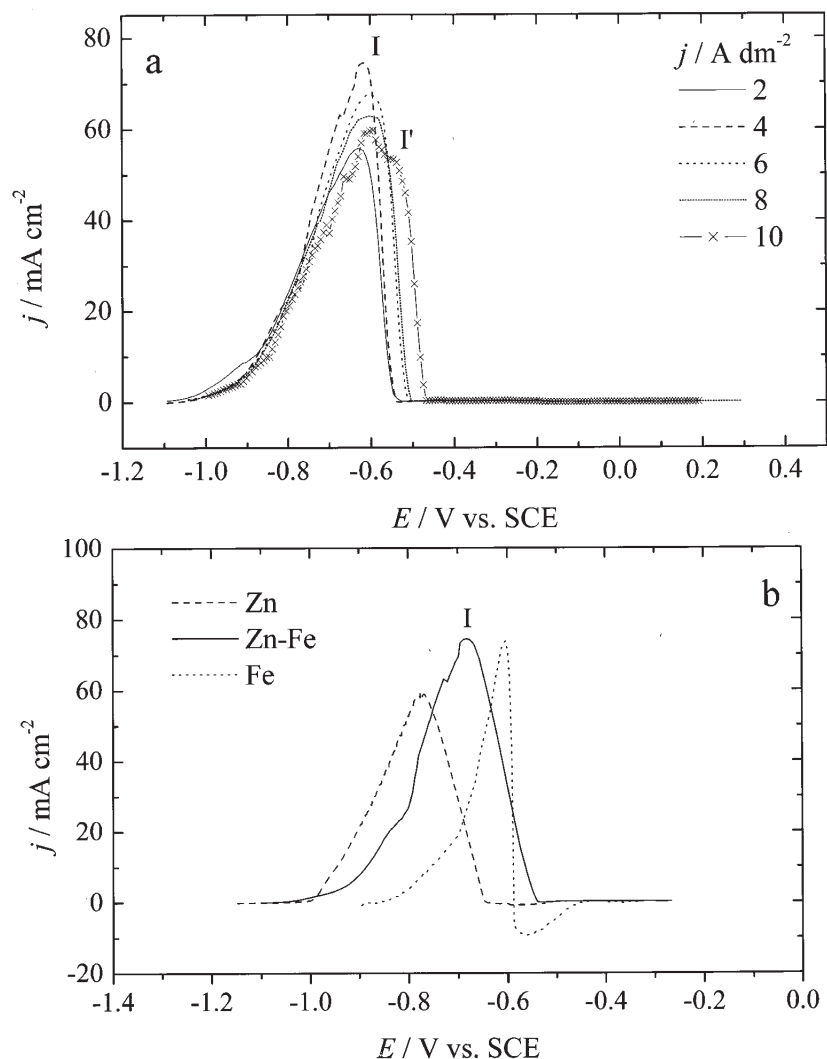 80
60
40
20
0
j / mA cm-2
a
I
I'
j / A dm-2
2
4
6
8
10
-1.2 -1.0 -0.8 -0.6 -0.4 -0.2 0.0 0.2 0.4
E / V vs. SCE
100
80
60
40
20
0
-20
j / mA cm-2
b
Zn
Zn-Fe
Fe
I
-1.4 -1.2 -1.0 -0.8 -0.6 -0.4 -0.2 0.0
E / V vs. SCE